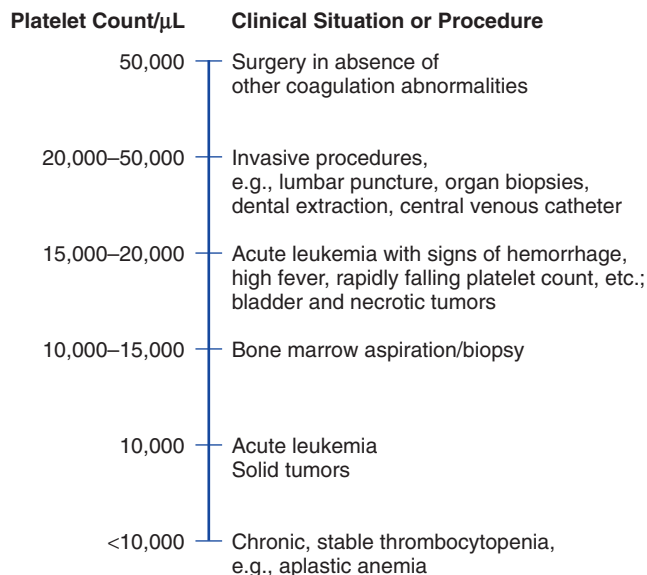 Platelet Count/μL Clinical Situation or Procedure
50,000 Surgery in absence of
other coagulation abnormalities
20,000–50,000 Invasive procedures,
e.g., lumbar puncture, organ biopsies,
dental extraction, central venous catheter
15,000–20,000 Acute leukemia with signs of hemorrhage,
high fever, rapidly falling platelet count, etc.;
bladder and necrotic tumors
10,000–15,000 Bone marrow aspiration/biopsy
10,000 Acute leukemia
Solid tumors
<10,000 Chronic, stable thrombocytopenia,
e.g., aplastic anemia